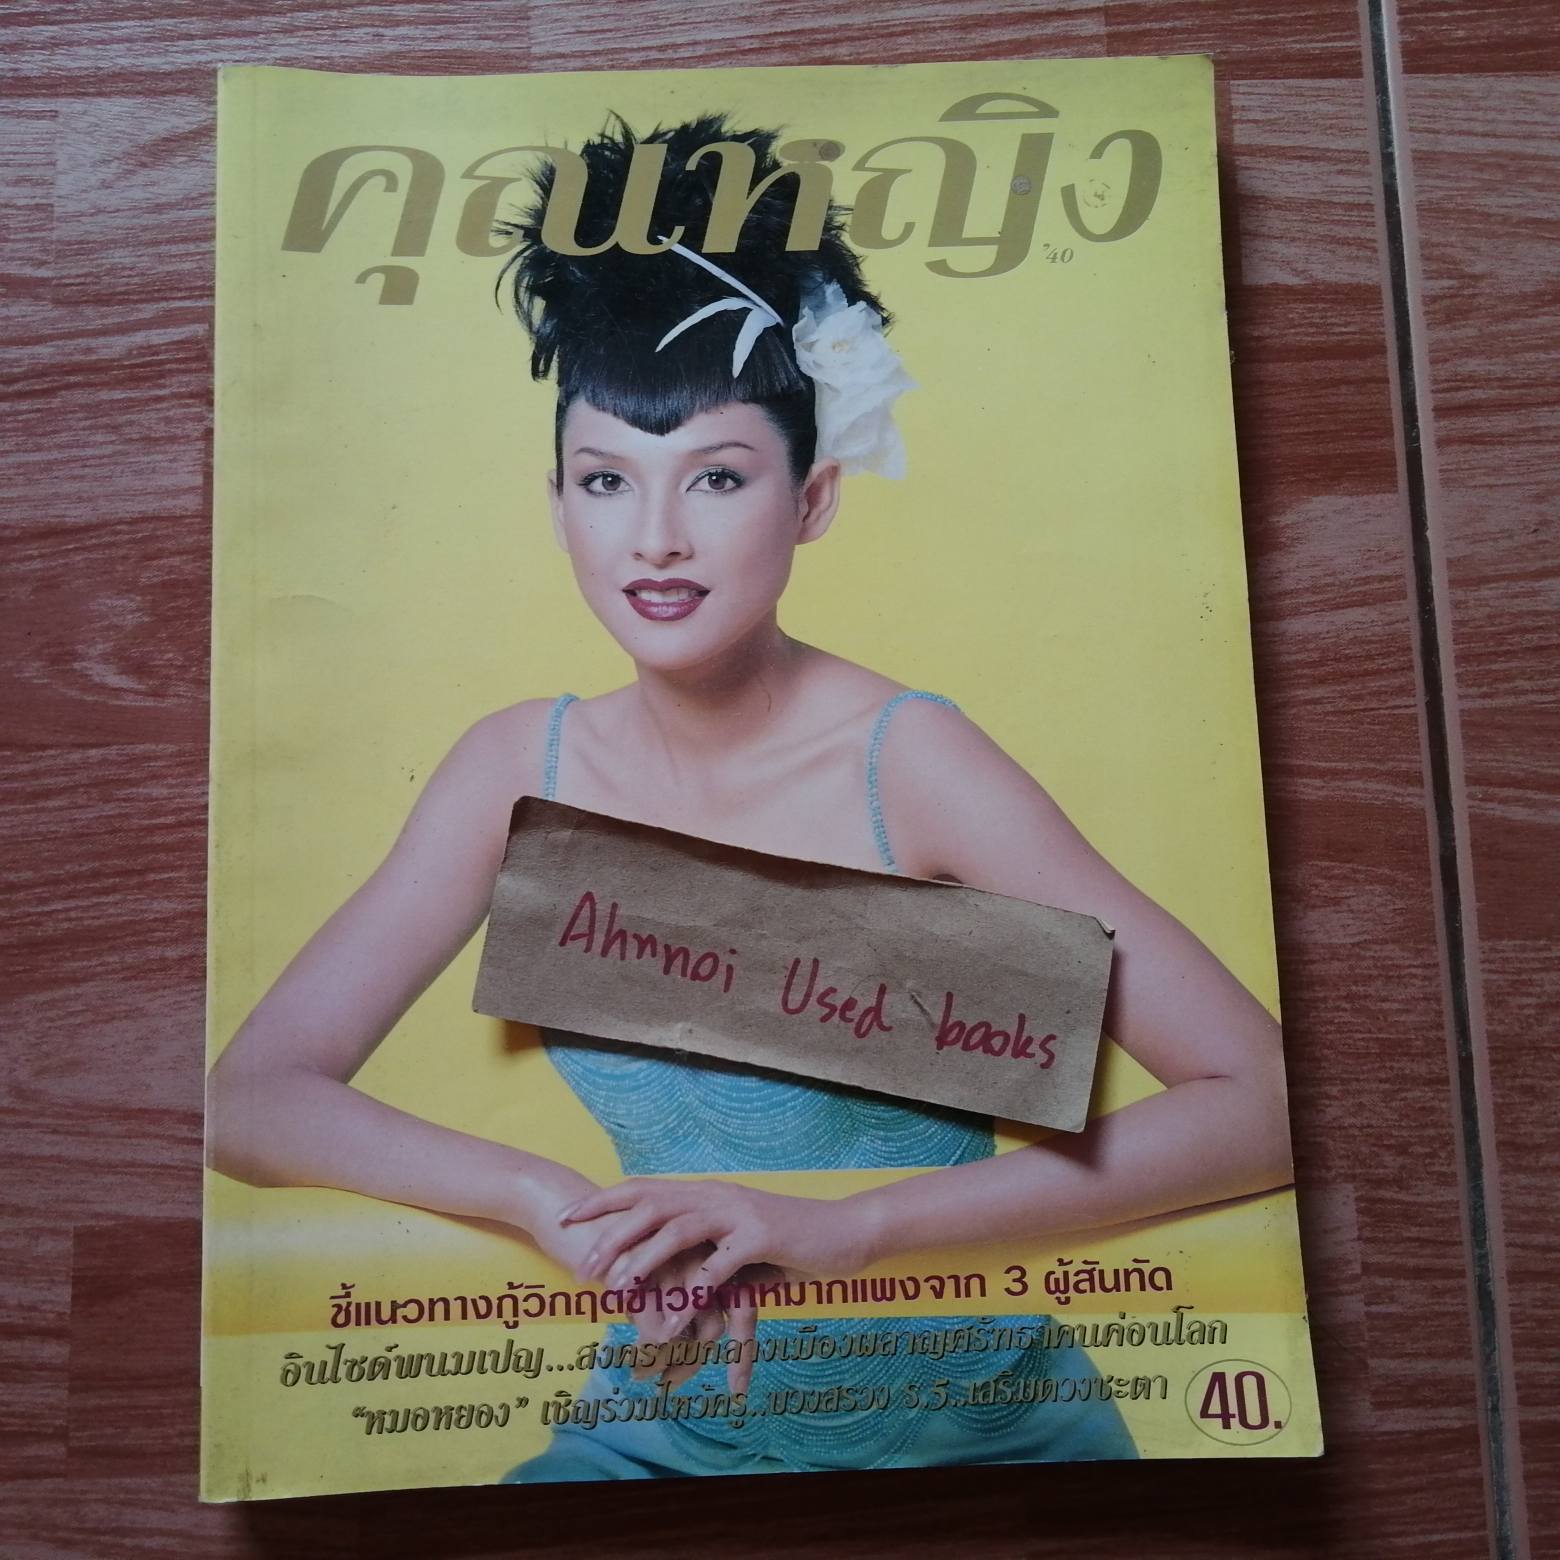 คุณหญิง
'40
Ahrnoi Used books
ชี้แนวทางกู้วิกฤตข้าวยากหมากแพงจาก 3 ผู้สันทัด
อินไซด์พนมเปญ...สงครามกลางเมืองผลาญศรัทธาคนค่อนโลก
"หมอหยอง" เชิญร่วมไหว้ครู..บวงสรวง ร.5..เสริมดวงชะตา
40.